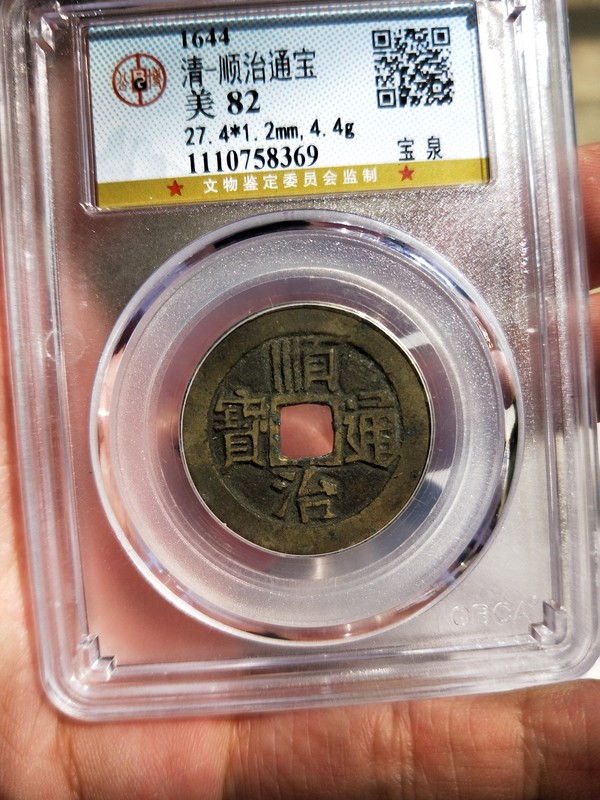 1644
清-顺治通宝
美 82
27.4*1.2mm,4.4g
1110758369
宝 泉
文物鉴定委员会监制
順治通寶